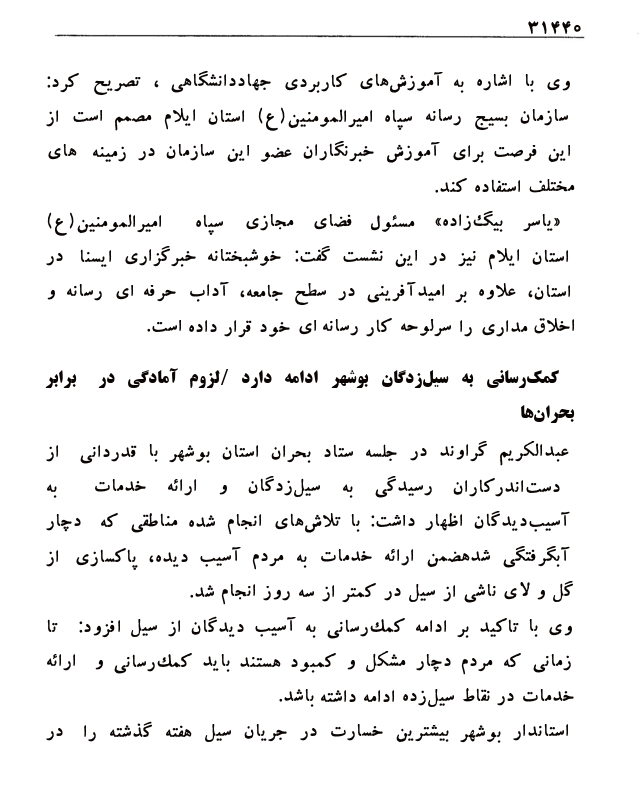 ۳۱۴۴۰
وی با اشاره به آموزش‌های کاربردی جهاددانشگاهی ، تصریح کرد:
سازمان بسیج رسانه سپاه امیرالمومنین(ع) استان ایلام مصمم است از
این فرصت برای آموزش خبرنگاران عضو این سازمان در زمینه های
مختلف استفاده کند.
«یاسر بیگ‌زاده» مسئول فضای مجازی سپاه امیرالمومنین(ع)
استان ایلام نیز در این نشست گفت: خوشبختانه خبرگزاری ایسنا در
استان، علاوه بر امیدآفرینی در سطح جامعه، آداب حرفه ای رسانه و
اخلاق مداری را سرلوحه کار رسانه ای خود قرار داده است.
کمک‌رسانی به سیل‌زدگان بوشهر ادامه دارد /لزوم آمادگی در برابر
بحران‌ها
عبدالکریم گراوند در جلسه ستاد بحران استان بوشهر با قدردانی از
دست‌اندرکاران رسیدگی به سیل‌زدگان و ارائه خدمات به
آسیب‌دیدگان اظهار داشت: با تلاش‌های انجام شده مناطقی که دچار
آبگرفتگی شدهضمن ارائه خدمات به مردم آسیب دیده، پاکسازی از
گل و لای ناشی از سیل در کمتر از سه روز انجام شد.
وی با تاکید بر ادامه کمک‌رسانی به آسیب دیدگان از سیل افزود: تا
زمانی که مردم دچار مشکل و کمبود هستند باید کمک‌رسانی و ارائه
خدمات در نقاط سیل‌زده ادامه داشته باشد.
استاندار بوشهر بیشترین خسارت در جریان سیل هفته گذشته را در